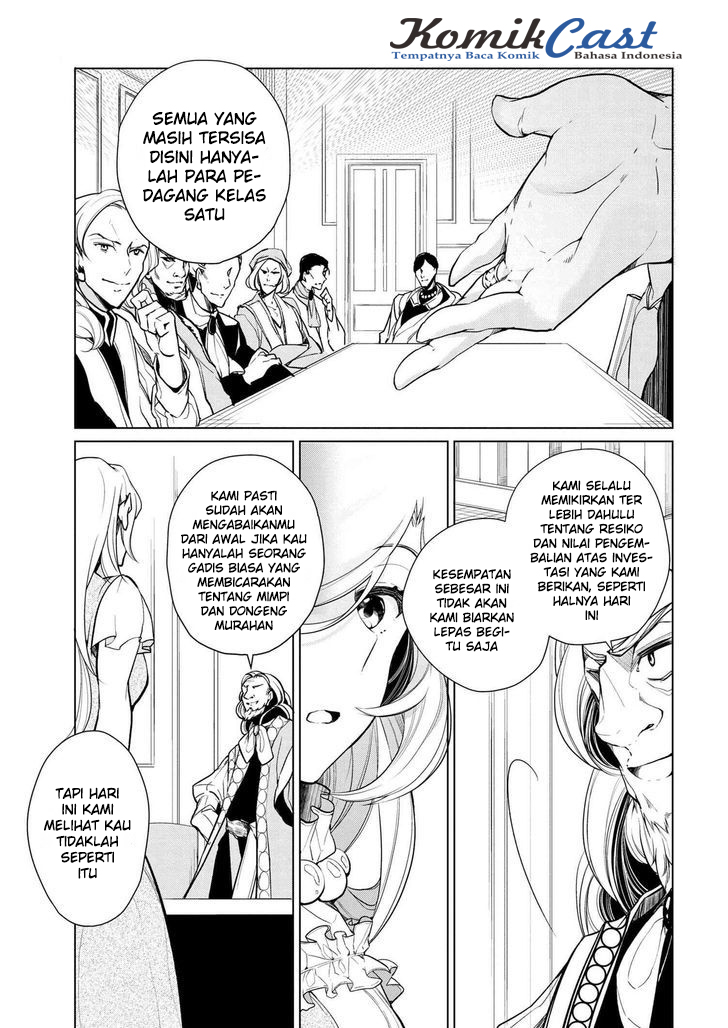 KomikCast
Tempatnya Baca Komik Bahasa Indonesia
SEMUA YANG
MASIH TERSISA
DISINI HANYA-
LAH PARA PE-
DAGANG KELAS
SATU
KAMI SELALU
MEMIKIRKAN TER
LEBIH DAHULU
TENTANG RESIKO
DAN NILAI PENGEM-
BALIAN ATAS INVES-
TASI YANG KAMI
BERIKAN, SEPERTI
HALNYA HARI
INI
KESEMPATAN
SEBESAR INI
TIDAK AKAN
KAMI BIARKAN
LEPAS BEGI-
TU SAJA
KAMI PASTI
SUDAH AKAN
MENGABAIKANMU
DARI AWAL JIKA KAU
HANYALAH SEORANG
GADIS BIASA YANG
MEMBICARAKAN
TENTANG MIMPI
DAN DONGENG
MURAHAN
TAPI HARI
INI KAMI
MELIHAT KAU
TIDAKLAH
SEPERTI
ITU